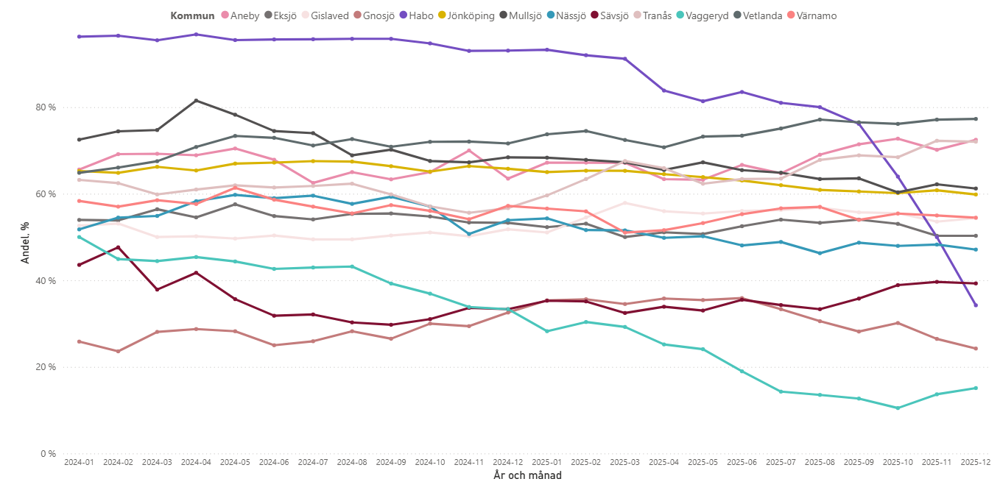 Kommun Aneby Eksjö Gislaved Gnosjö Habo Jönköping Mullsjö Nässjö Sävsjö Tranås Vaggeryd Vetlanda Värnamo
80 %
60 %
40 %
20 %
0 %
Andel. %
2024-01 2024-02 2024-03 2024-04 2024-05 2024-06 2024-07 2024-08 2024-09 2024-10 2024-11 2024-12 2025-01 2025-02 2025-03 2025-04 2025-05 2025-06 2025-07 2025-08 2025-09 2025-10 2025-11 2025-12
År och månad